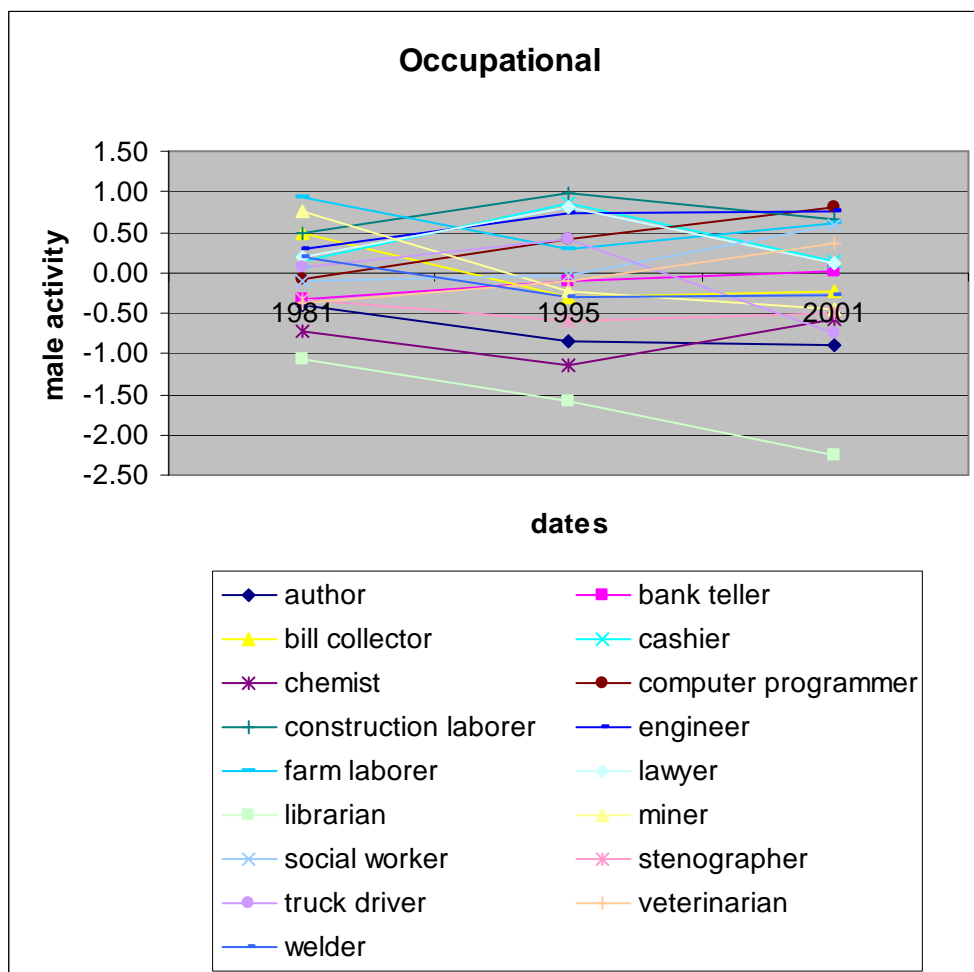 Occupational
male activity
1.50
1.00
0.50
0.00
-0.50
-1.00
-1.50
-2.00
-2.50
1981 1995 2001
dates
author bank teller
bill collector cashier
chemist computer programmer
construction laborer engineer
farm laborer lawyer
librarian miner
social worker stenographer
truck driver veterinarian
welder